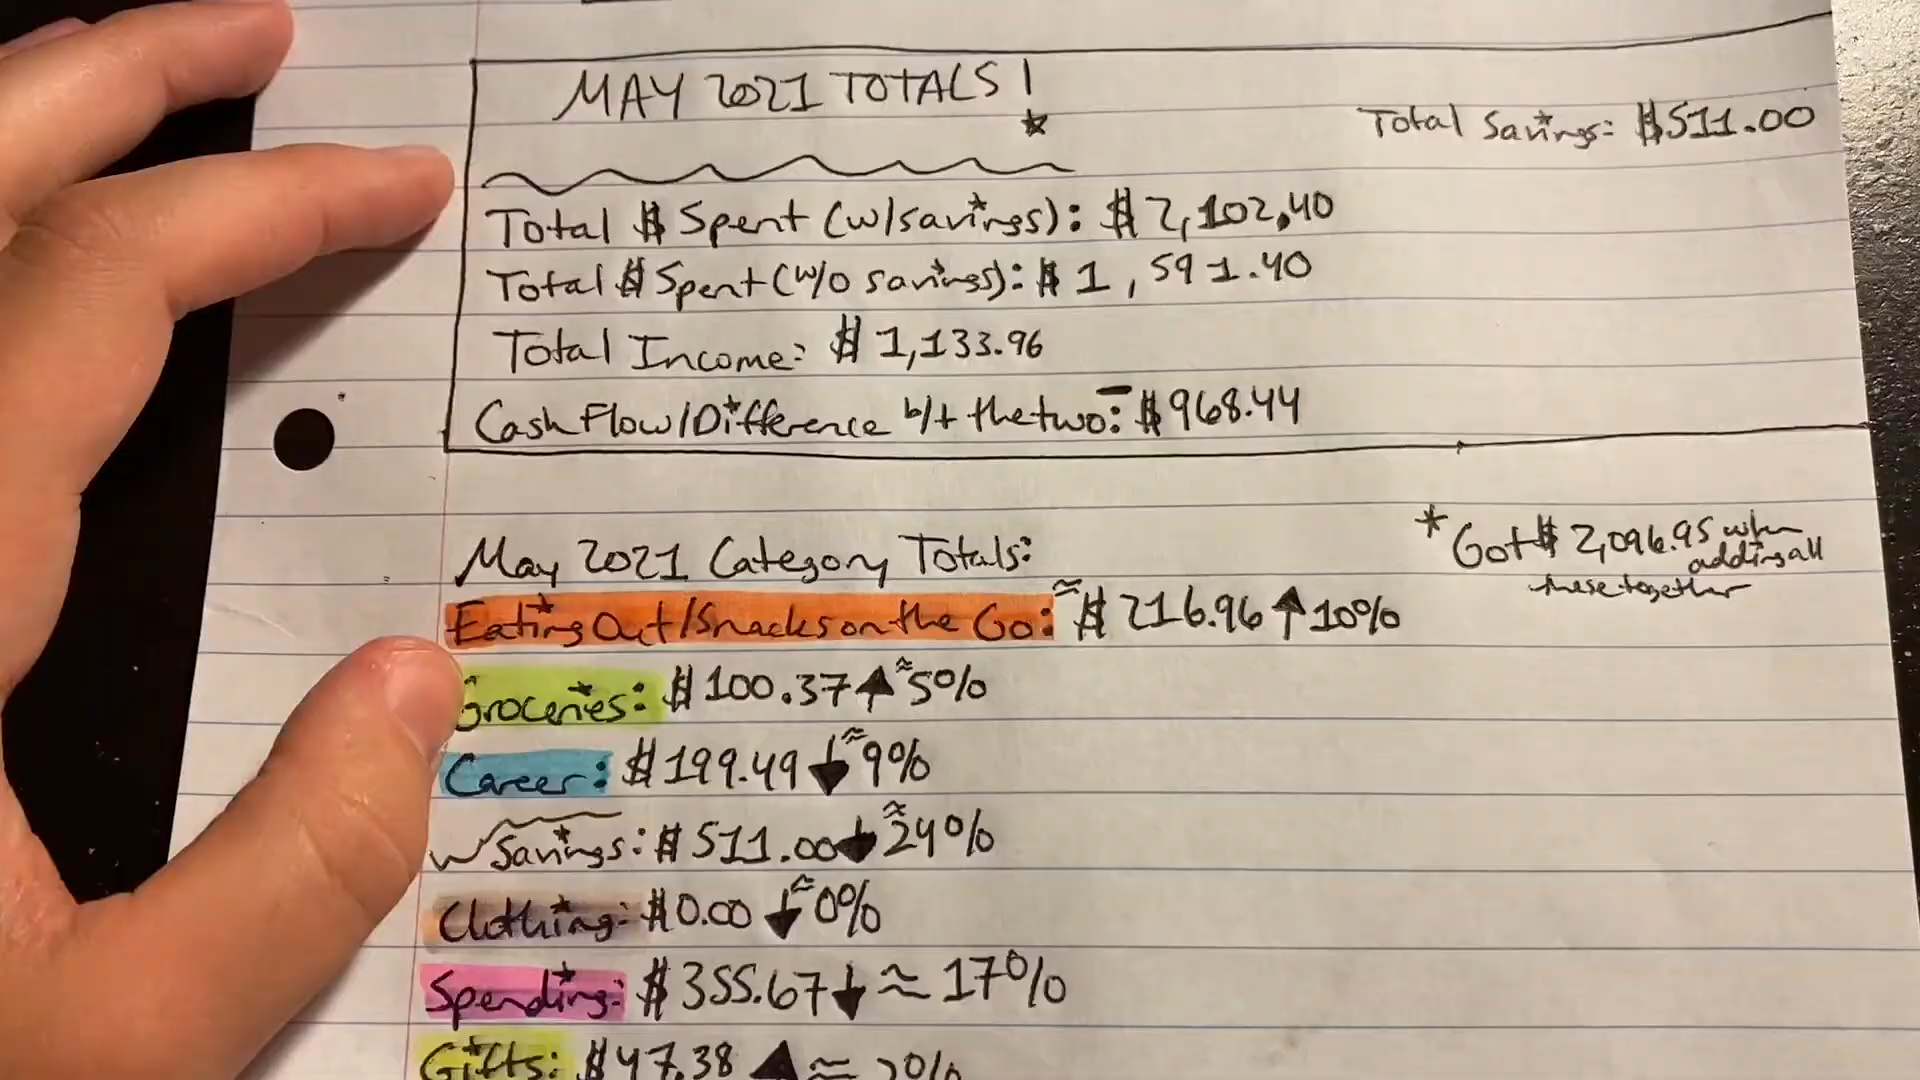 MAY 2021 TOTALS!
Total Savings: $511.00
Total $ Spent (w/savings): $2,102.40
Total $ Spent (w/o savings): $1,591.40
Total Income: $1,133.96
Cash Flow/Difference b/t the two: -$968.44
May 2021 Category Totals:
*Got $2,096.95 when
adding all
these together
Eating Out/Snacks on the Go: ≈$216.96 ↑ 10%
Groceries: $100.37 ↑ ≈5%
Career: $199.49 ↓ ≈9%
Savings: $511.00 ↓ ≈24%
Clothing: $0.00 ↓ ≈0%
Spending: $355.67 ↓ ≈ 17%
Gifts: $47.38 ▲ ≈ 2%